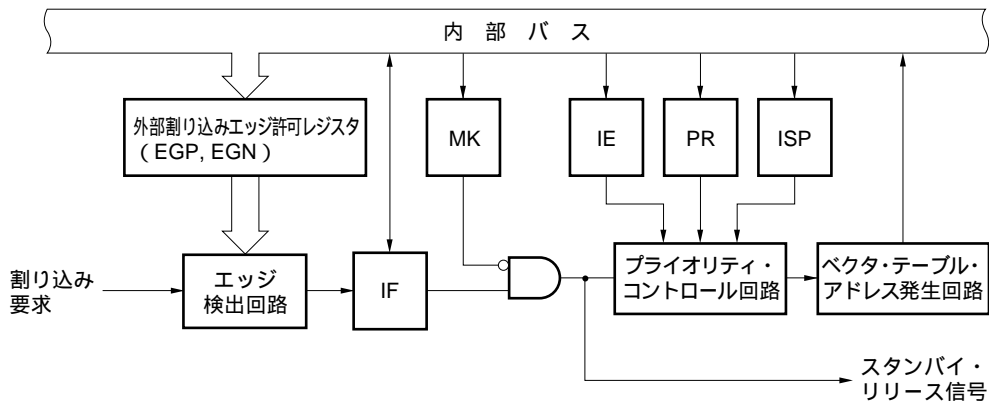 内 部 バ ス
外部割り込みエッジ許可レジスタ
（EGP, EGN）
MK
IE
PR
ISP
割り込み
要求
エッジ
検出回路
IF
プライオリティ・
コントロール回路
ベクタ・テーブル・
アドレス発生回路
スタンバイ・
リリース信号